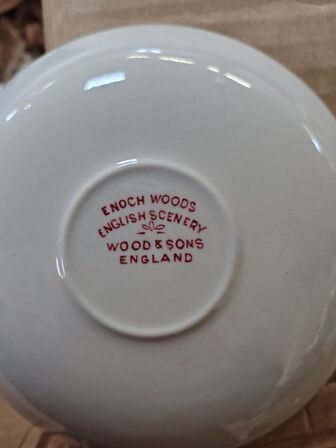 ENOCH WOODS
ENGLISH SCENERY
WOOD & SONS
ENGLAND